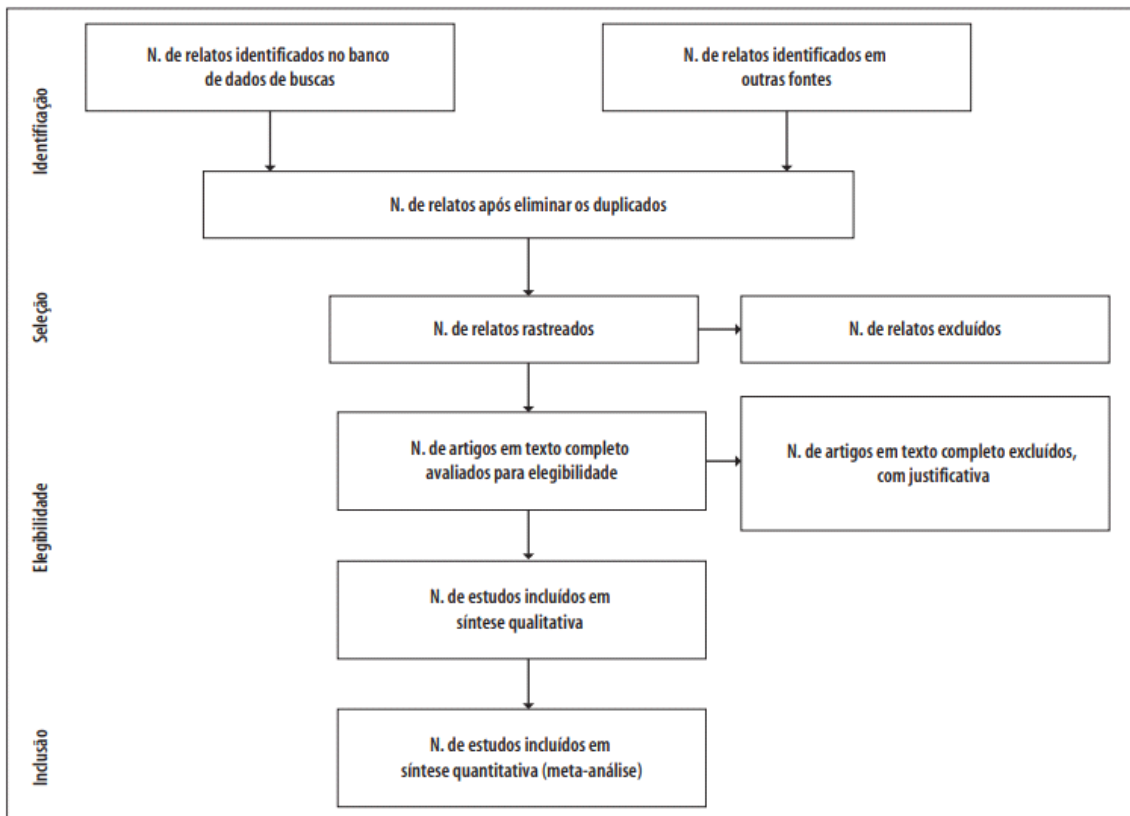 Identificação
N. de relatos identificados no banco
de dados de buscas
N. de relatos identificados em
outras fontes
N. de relatos após eliminar os duplicados
Seleção
N. de relatos rastreados
N. de relatos excluídos
Elegibilidade
N. de artigos em texto completo
avaliados para elegibilidade
N. de artigos em texto completo excluídos,
com justificativa
N. de estudos incluídos em
síntese qualitativa
Inclusão
N. de estudos incluídos em
síntese quantitativa (meta-análise)